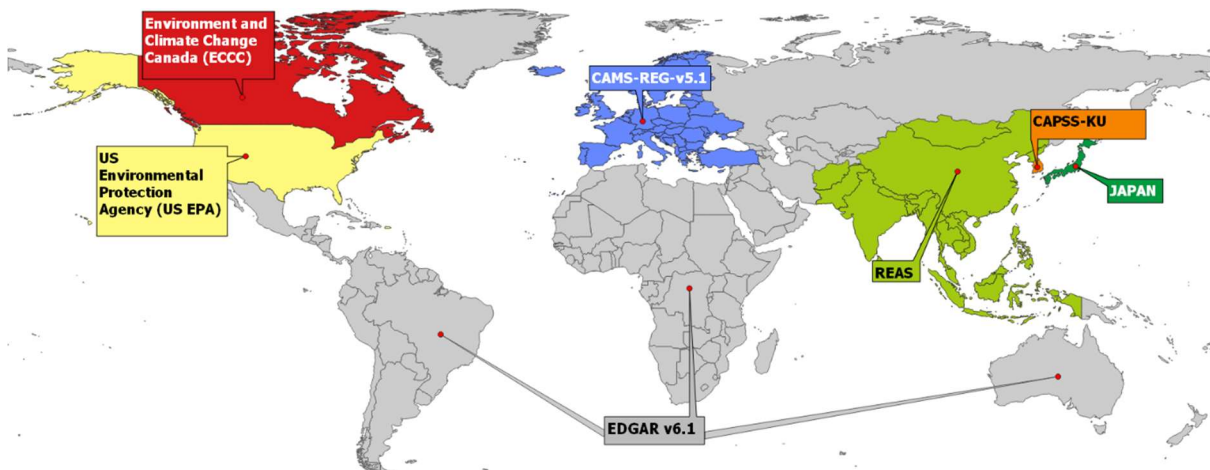 Environment and
Climate Change
Canada (ECCC)
CAMS-REG-v5.1
CAPSS-KU
US
Environmental
Protection
Agency (US EPA)
JAPAN
REAS
EDGAR v6.1